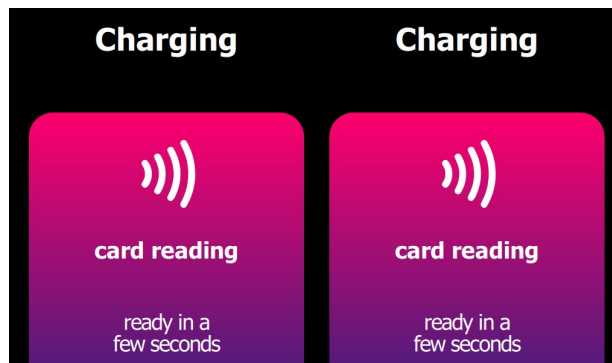 Charging
card reading
ready in a
few seconds
Charging
card reading
ready in a
few seconds